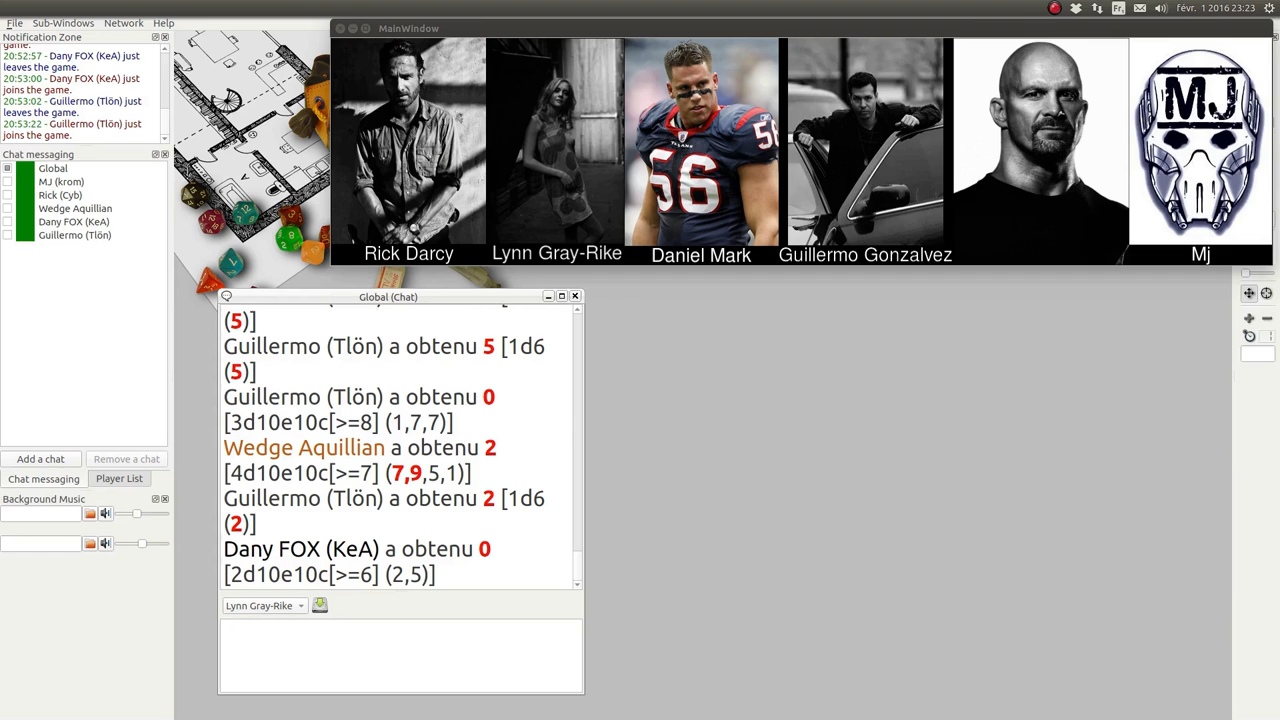 Fr,
févr. 1 2016 23:23
File Sub-Windows Network Help
MainWindow
Notification Zone
game.
20:52:57 - Dany FOX (KeA) just
leaves the game.
20:53:00 - Dany FOX (KeA) just
joins the game.
20:53:02 - Guillermo (Tlön) just
leaves the game.
20:53:22 - Guillermo (Tlön) just
joins the game.
Chat messaging
Global
MJ (krom)
Rick (Cyb)
Wedge Aquillian
Dany FOX (KeA)
Guillermo (Tlön)
TEXANS
56
56
MJ
Rick Darcy
Lynn Gray-Rike
Daniel Mark
Guillermo Gonzalvez
Mj
Global (Chat)
(5)]
Guillermo (Tlön) a obtenu 5 [1d6
(5)]
Guillermo (Tlön) a obtenu 0
[3d10e10c[>=8] (1,7,7)]
Wedge Aquillian a obtenu 2
[4d10e10c[>=7] (7,9,5,1)]
Guillermo (Tlön) a obtenu 2 [1d6
(2)]
Dany FOX (KeA) a obtenu 0
[2d10e10c[>=6] (2,5)]
Lynn Gray-Rike
Add a chat
Remove a chat
Chat messaging
Player List
Background Music